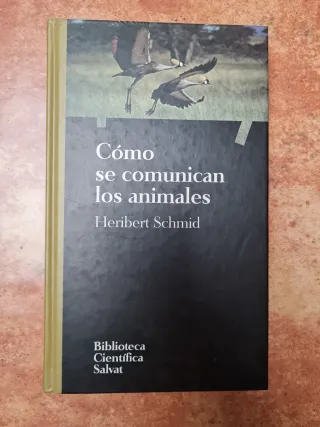 Cómo
se comunican
los animales
Heribert Schmid
Biblioteca
Científica
Salvat